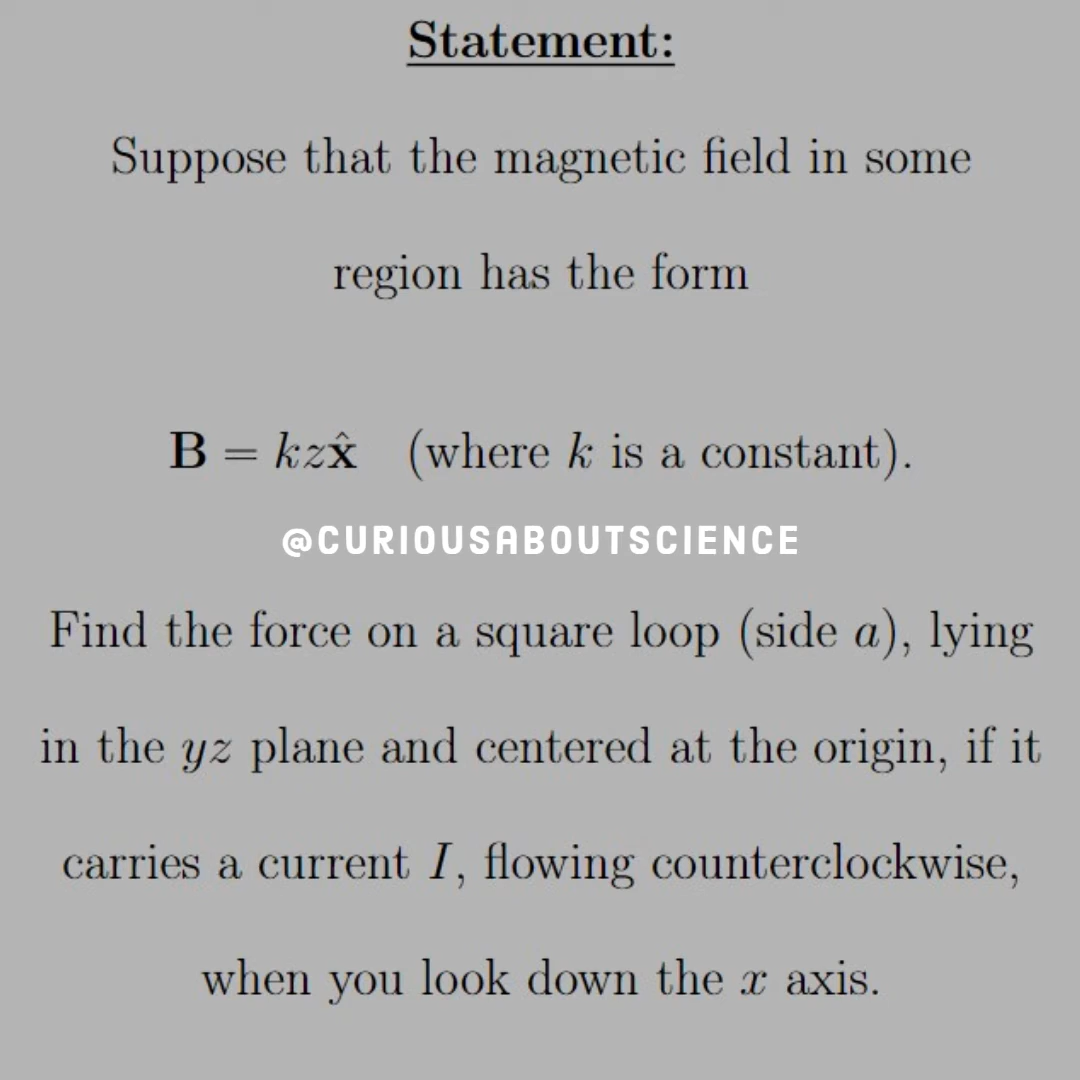 Statement:
Suppose that the magnetic field in some
region has the form
B = kzx̂ (where k is a constant).
@CURIOUSABOUTSCIENCE
Find the force on a square loop (side a), lying
in the yz plane and centered at the origin, if it
carries a current I, flowing counterclockwise,
when you look down the x axis.